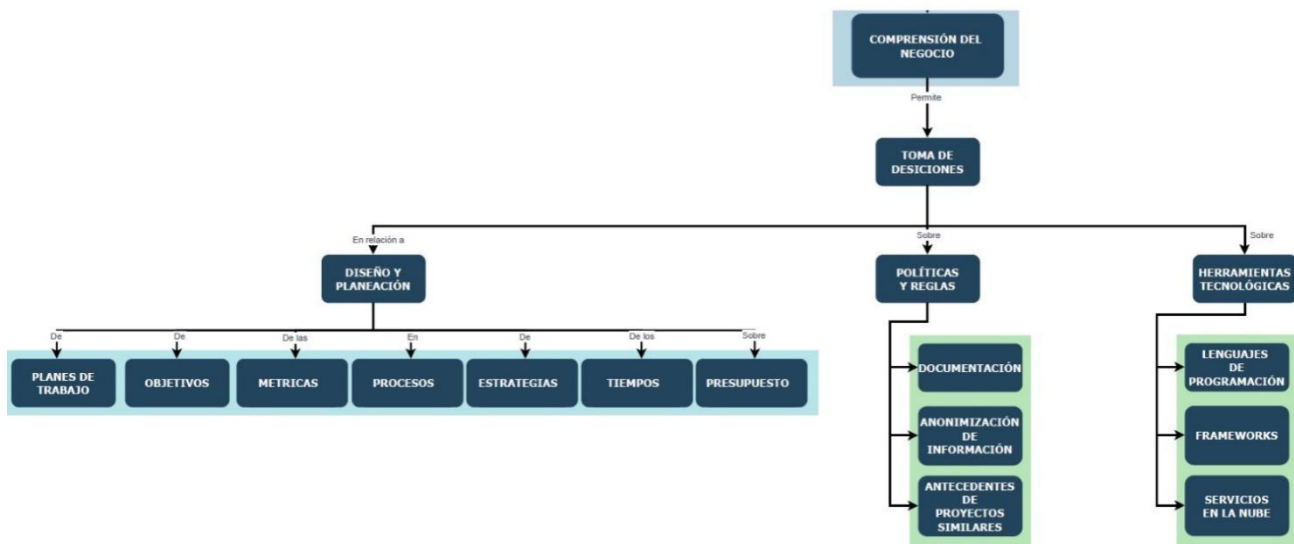 COMPRENSIÓN DEL
NEGOCIO
Permite
TOMA DE
DESICIONES
En relación a
Sobre
Sobre
DISEÑO Y
PLANEACIÓN
POLÍTICAS
Y REGLAS
HERRAMIENTAS
TECNOLÓGICAS
De
De
De las
En
De
De los
Sobre
PLANES DE
TRABAJO
OBJETIVOS
METRICAS
PROCESOS
ESTRATEGIAS
TIEMPOS
PRESUPUESTO
DOCUMENTACIÓN
ANONIMIZACIÓN
DE
INFORMACIÓN
ANTECEDENTES
DE
PROYECTOS
SIMILARES
LENGUAJES
DE
PROGRAMACIÓN
FRAMEWORKS
SERVICIOS
EN LA NUBE